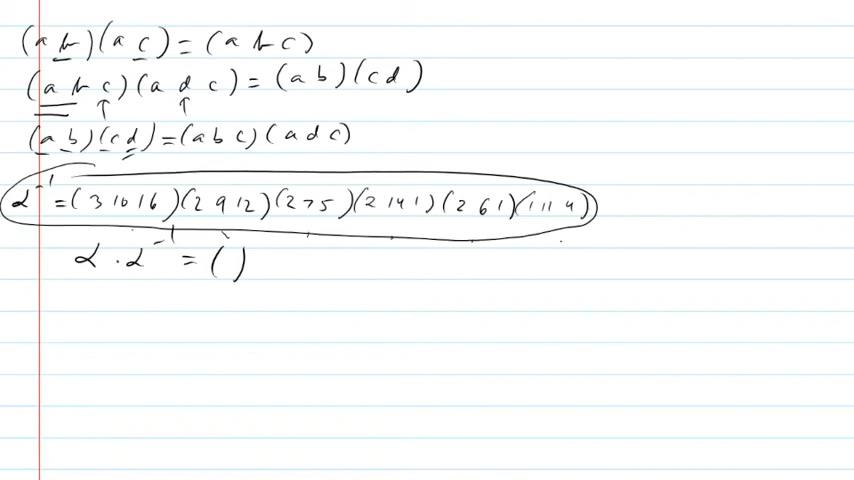 (a b)(a c) = (a b c)
(a b c)(a d c) = (a b)(c d)
(a b)(c d) = (a b c)(a d c)
α⁻¹ = (3 10 16)(2 9 12)(2 7 5)(2 14 1)(2 6 1)(1 11 4)
α · α⁻¹ = ( )